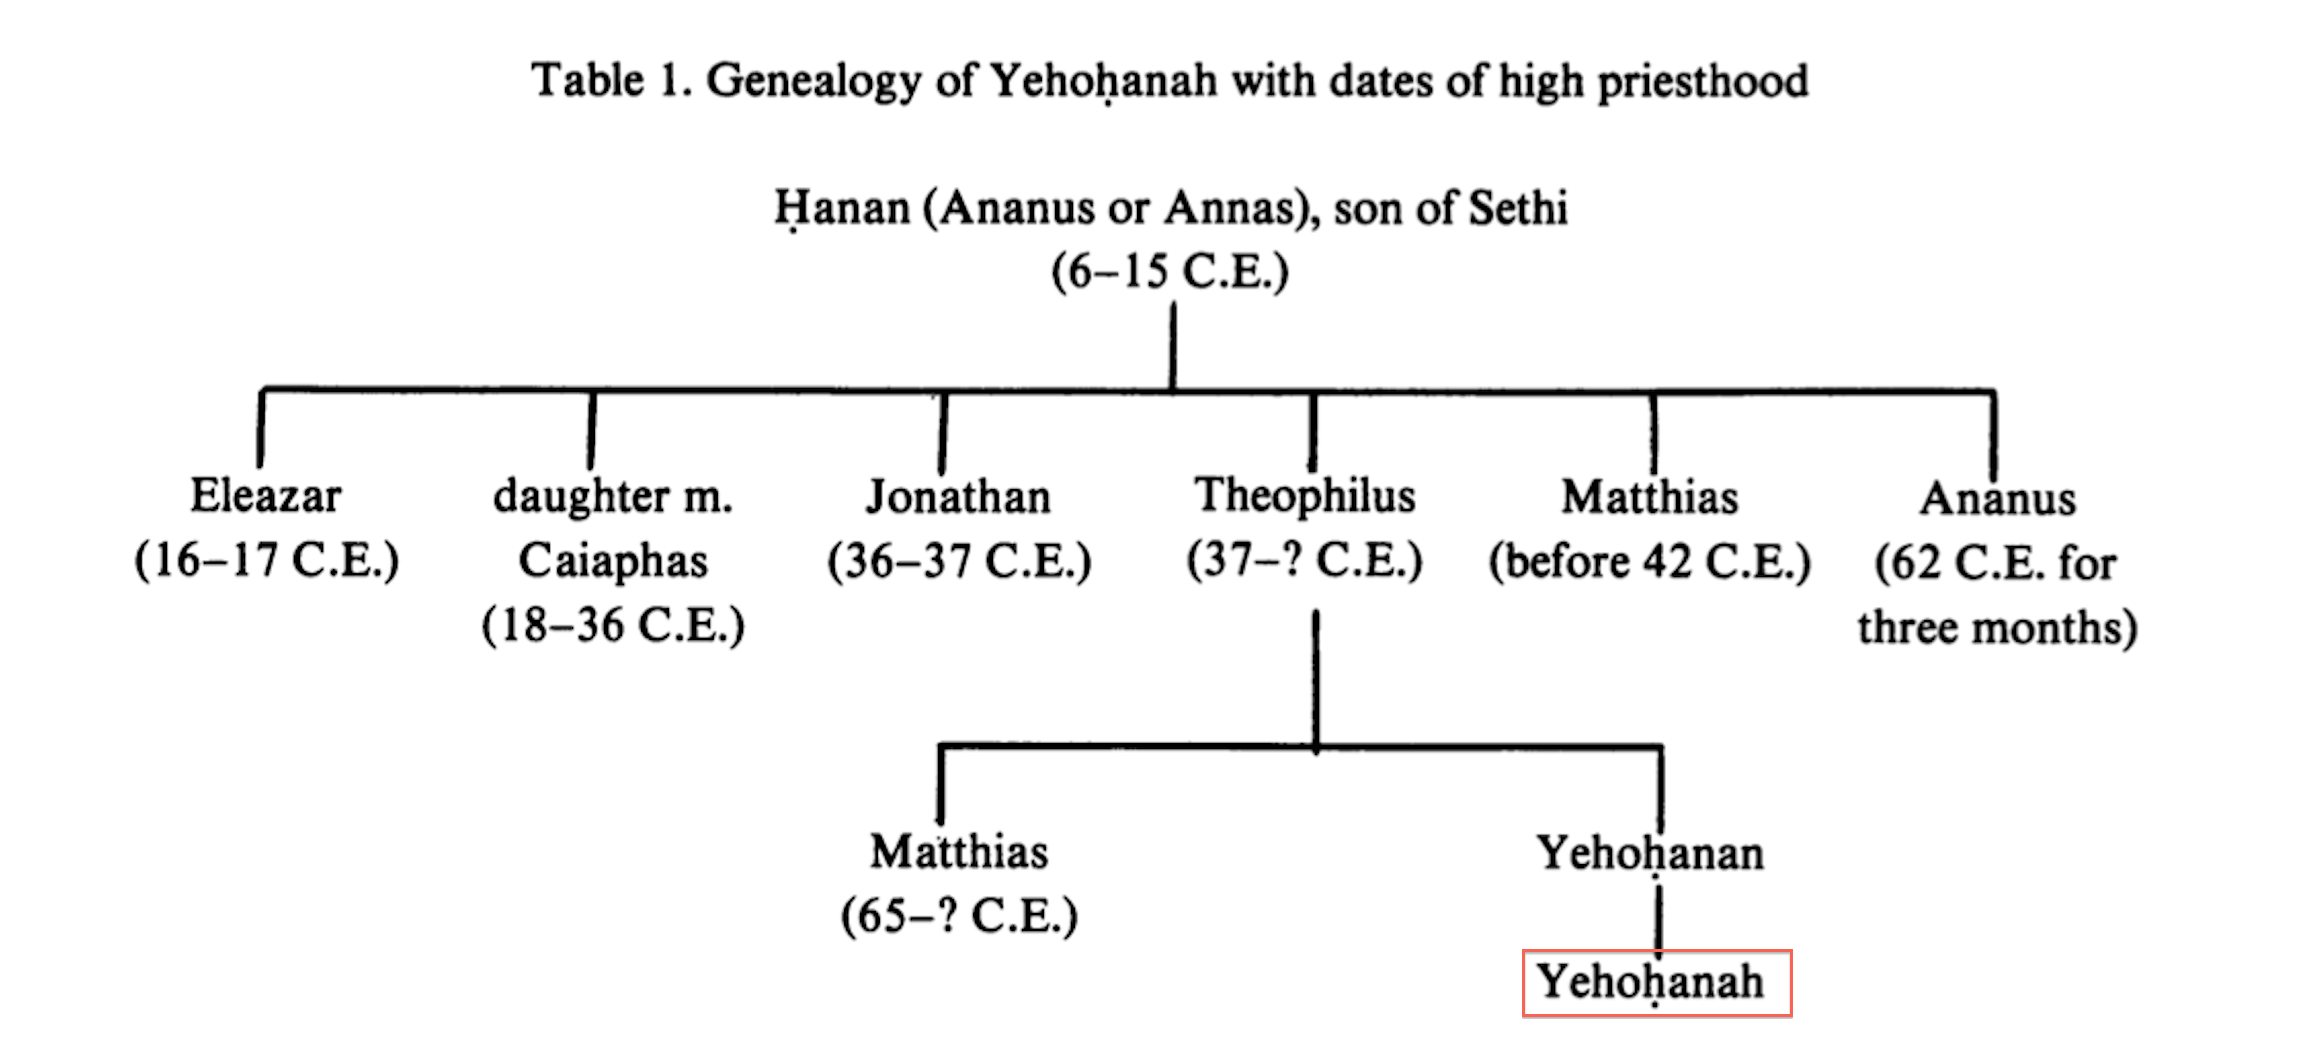 Table 1. Genealogy of Yehoḥanah with dates of high priesthood
Ḥanan (Ananus or Annas), son of Sethi
(6–15 C.E.)
Eleazar
(16–17 C.E.)
daughter m.
Caiaphas
(18–36 C.E.)
Jonathan
(36–37 C.E.)
Theophilus
(37–? C.E.)
Matthias
(before 42 C.E.)
Ananus
(62 C.E. for
three months)
Matthias
(65–? C.E.)
Yehoḥanan
Yehoḥanah